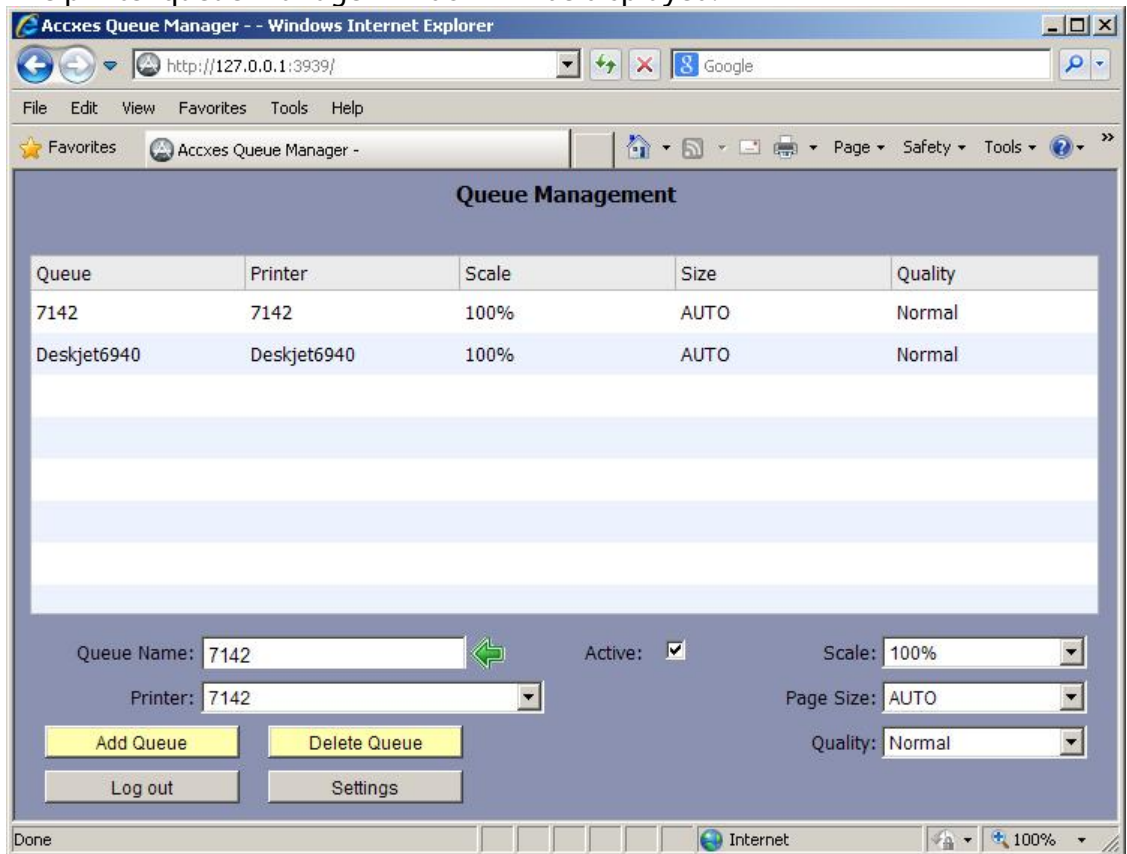 Accxes Queue Manager - - Windows Internet Explorer
http://127.0.0.1:3939/ Google
File Edit View Favorites Tools Help
Favorites Accxes Queue Manager - Page Safety Tools »
Queue Management
Queue Printer Scale Size Quality
7142 7142 100% AUTO Normal
Deskjet6940 Deskjet6940 100% AUTO Normal
Queue Name: 7142 Active: Scale: 100%
Printer: 7142 Page Size: AUTO
Add Queue Delete Queue Quality: Normal
Log out Settings
Done Internet 100%